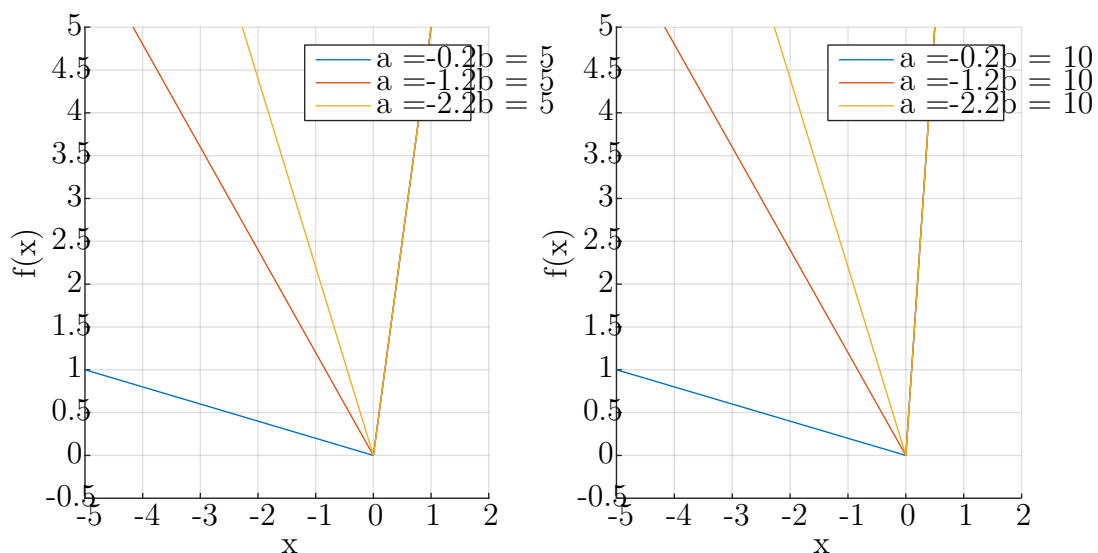 5
4.5
4
3.5
3
2.5
2
1.5
1
0.5
0
-0.5
f(x)
-5 -4 -3 -2 -1 0 1 2
x
a =-0.2b = 5
a =-1.2b = 5
a =-2.2b = 5
5
4.5
4
3.5
3
2.5
2
1.5
1
0.5
0
-0.5
f(x)
-5 -4 -3 -2 -1 0 1 2
x
a =-0.2b = 10
a =-1.2b = 10
a =-2.2b = 10